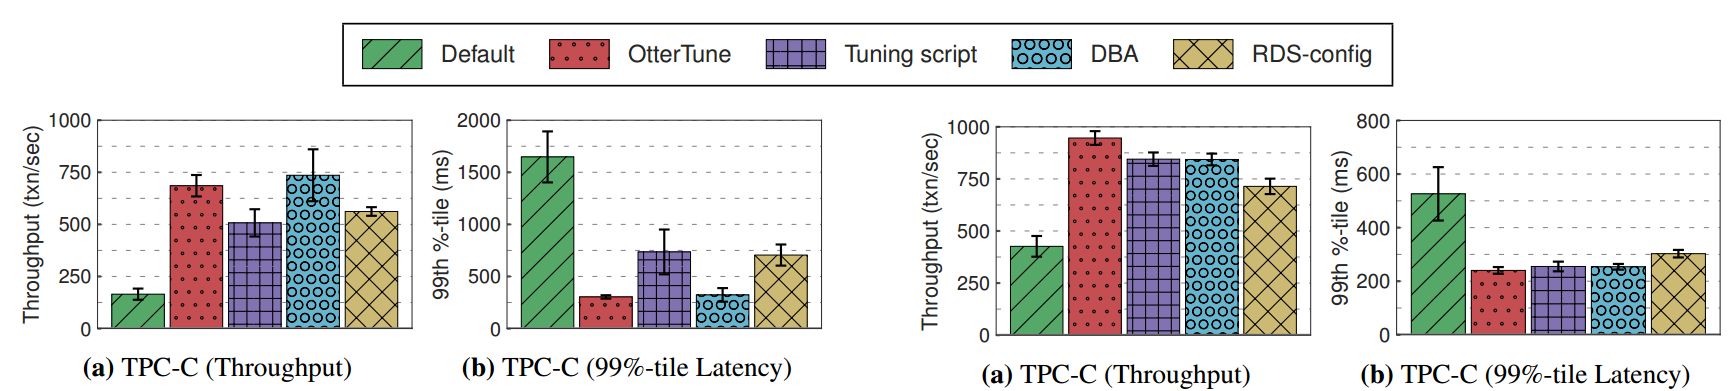 Default OtterTune Tuning script DBA RDS-config
Throughput (txn/sec)
1000
750
500
250
0
(a) TPC-C (Throughput)
99th %-tile (ms)
2000
1500
1000
500
0
(b) TPC-C (99%-tile Latency)
Throughput (txn/sec)
1000
750
500
250
0
(a) TPC-C (Throughput)
99th %-tile (ms)
800
600
400
200
0
(b) TPC-C (99%-tile Latency)